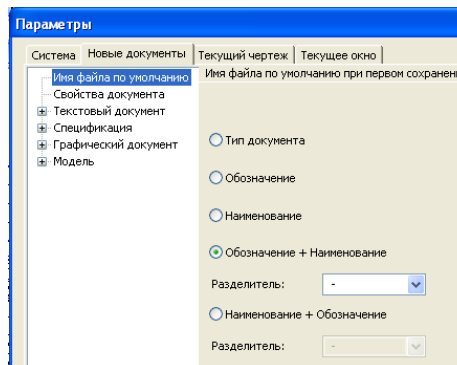 Параметры
Система Новые документы Текущий чертеж Текущее окно
Имя файла по умолчанию
Свойства документа
Текстовый документ
Спецификация
Графический документ
Модель
Имя файла по умолчанию при первом сохранен
Тип документа
Обозначение
Наименование
Обозначение + Наименование
Разделитель: -
Наименование + Обозначение
Разделитель: -